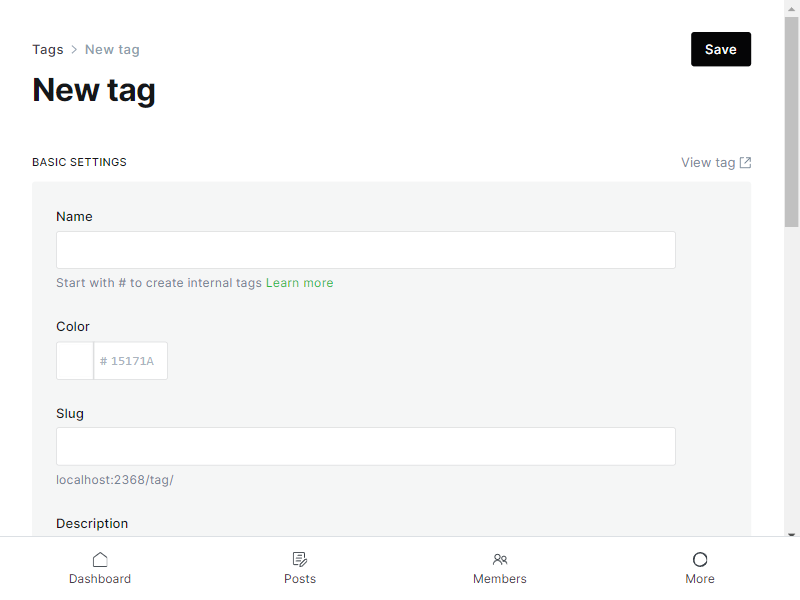 Tags > New tag
Save
New tag
BASIC SETTINGS
View tag
Name
Start with # to create internal tags Learn more
Color
# 15171A
Slug
localhost:2368/tag/
Description
Dashboard
Posts
Members
More